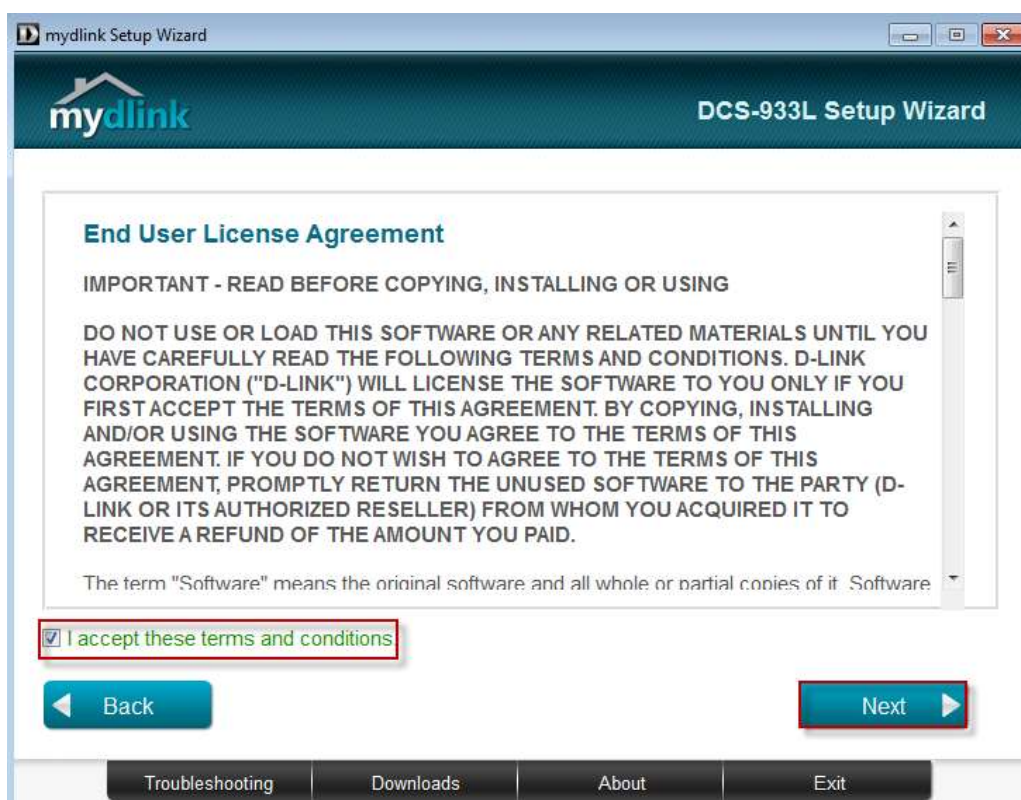 mydlink Setup Wizard
mydlink
DCS-933L Setup Wizard
End User License Agreement
IMPORTANT - READ BEFORE COPYING, INSTALLING OR USING
DO NOT USE OR LOAD THIS SOFTWARE OR ANY RELATED MATERIALS UNTIL YOU
HAVE CAREFULLY READ THE FOLLOWING TERMS AND CONDITIONS. D-LINK
CORPORATION ("D-LINK") WILL LICENSE THE SOFTWARE TO YOU ONLY IF YOU
FIRST ACCEPT THE TERMS OF THIS AGREEMENT. BY COPYING, INSTALLING
AND/OR USING THE SOFTWARE YOU AGREE TO THE TERMS OF THIS
AGREEMENT. IF YOU DO NOT WISH TO AGREE TO THE TERMS OF THIS
AGREEMENT, PROMPTLY RETURN THE UNUSED SOFTWARE TO THE PARTY (D-
LINK OR ITS AUTHORIZED RESELLER) FROM WHOM YOU ACQUIRED IT TO
RECEIVE A REFUND OF THE AMOUNT YOU PAID.
The term "Software" means the original software and all whole or partial copies of it. Software
I accept these terms and conditions.
Back
Next
Troubleshooting
Downloads
About
Exit